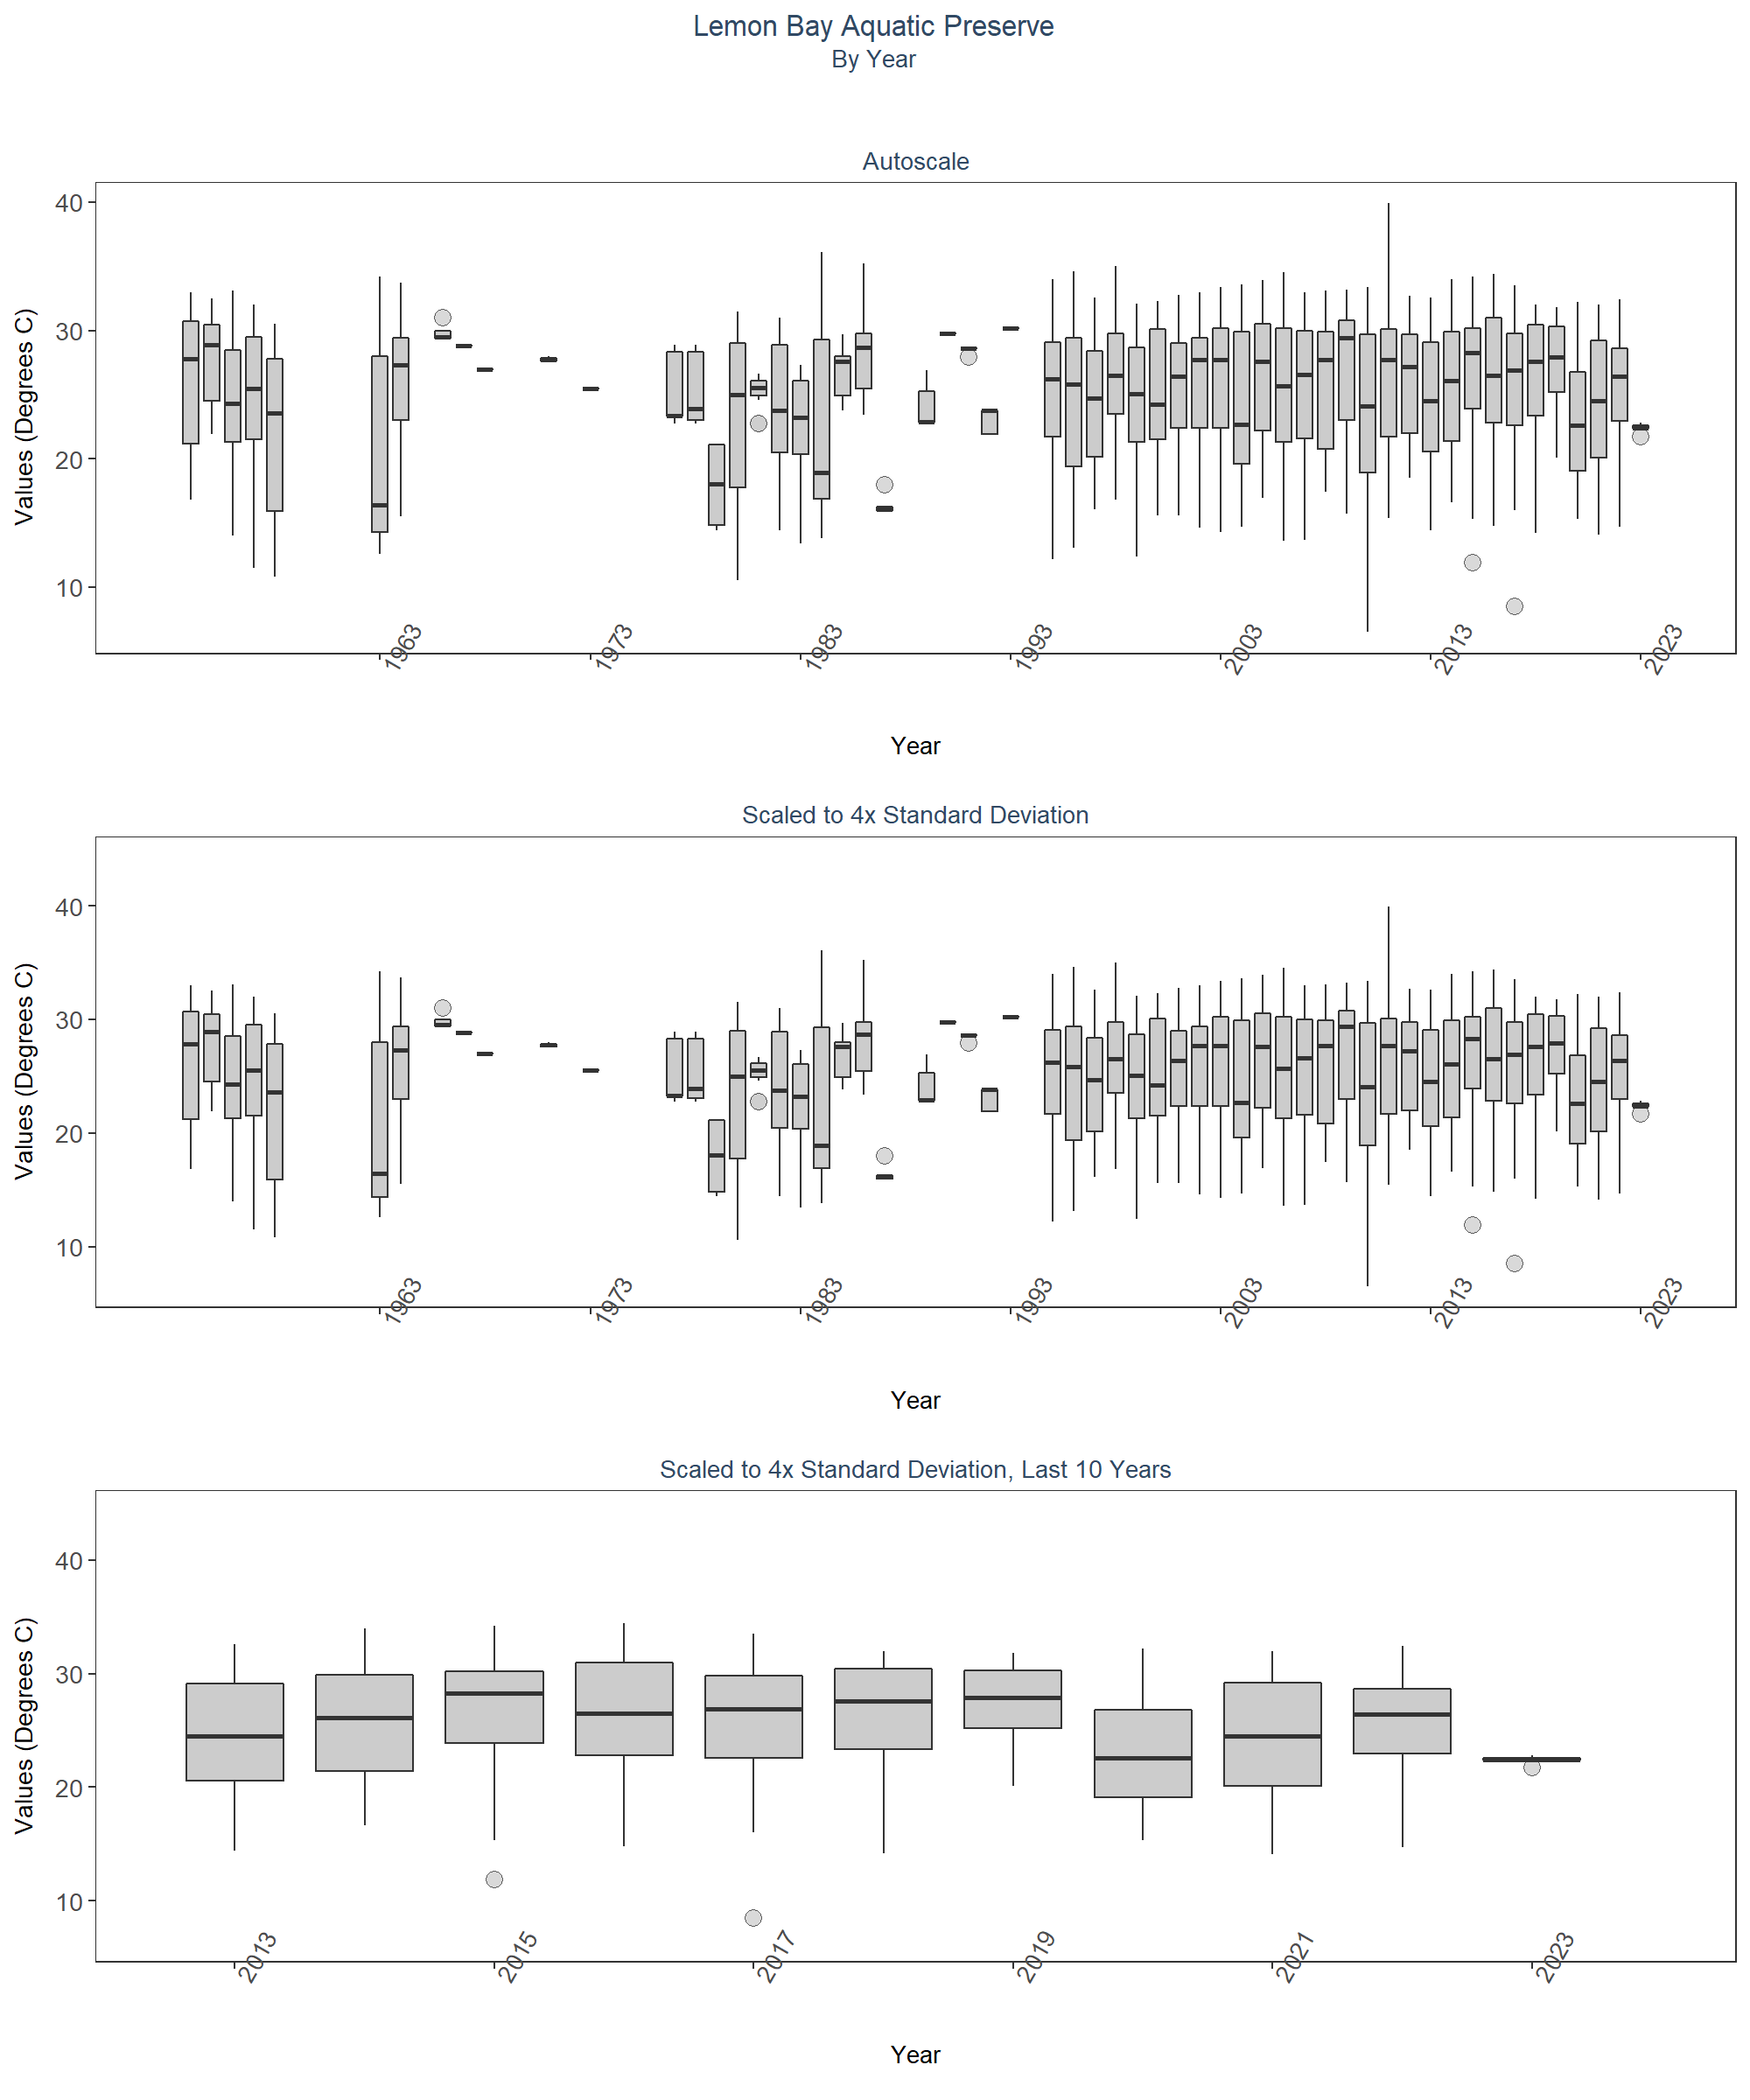 Lemon Bay Aquatic Preserve
By Year
Autoscale
Values (Degrees C)
40
30
20
10
1963
1973
1983
1993
2003
2013
2023
Year
Scaled to 4x Standard Deviation
Values (Degrees C)
40
30
20
10
1963
1973
1983
1993
2003
2013
2023
Year
Scaled to 4x Standard Deviation, Last 10 Years
Values (Degrees C)
40
30
20
10
2013
2015
2017
2019
2021
2023
Year